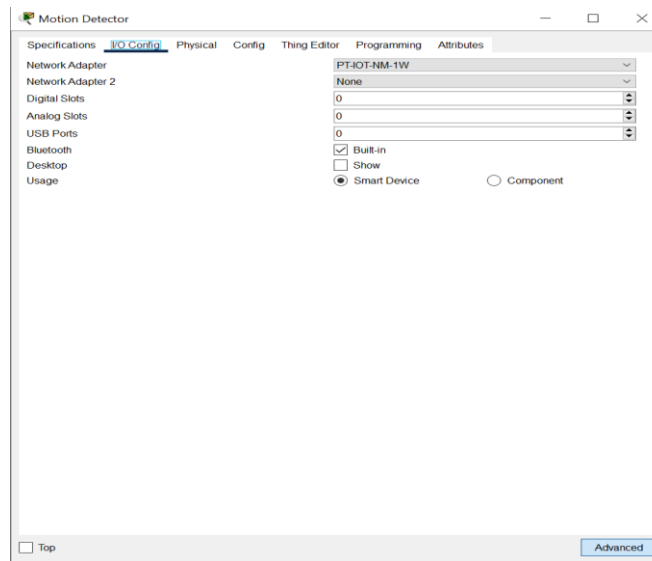 Motion Detector
Specifications I/O Config Physical Config Thing Editor Programming Attributes
Network Adapter PT-IOT-NM-1W
Network Adapter 2 None
Digital Slots 0
Analog Slots 0
USB Ports 0
Bluetooth Built-in
Desktop Show
Usage Smart Device Component
Top Advanced